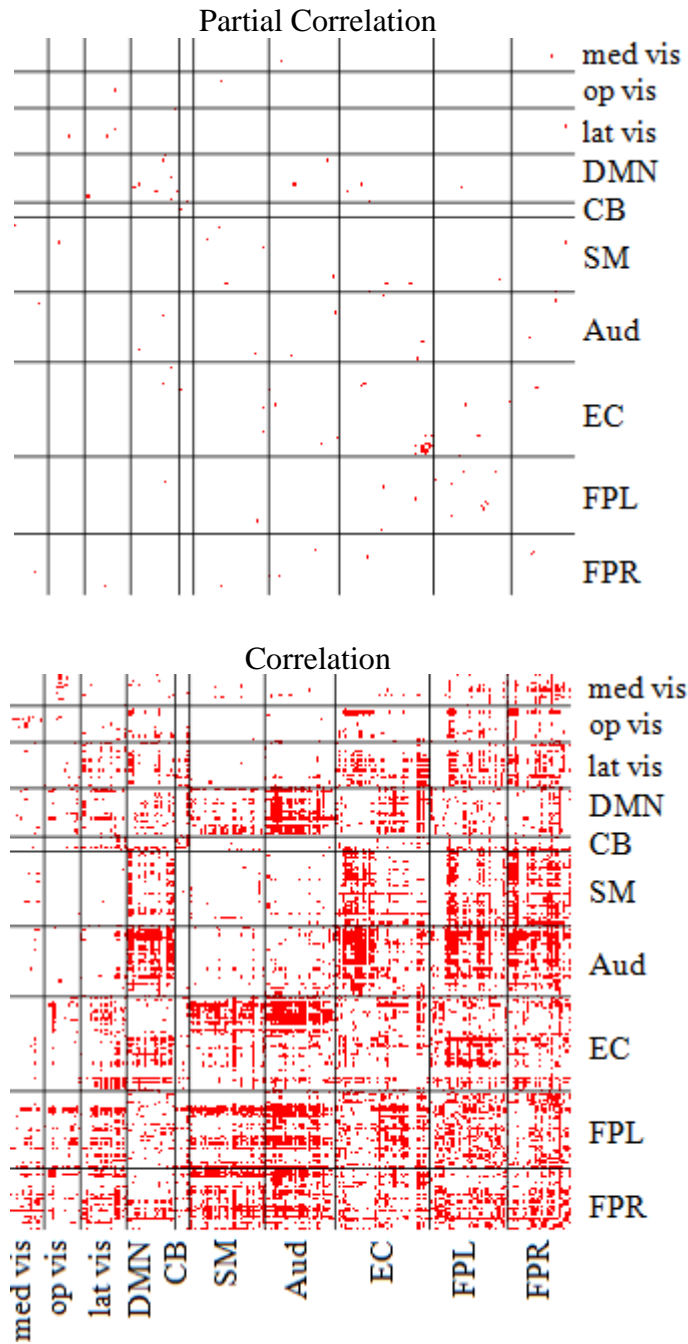 Partial Correlation
med vis
op vis
lat vis
DMN
CB
SM
Aud
EC
FPL
FPR
Correlation
med vis
op vis
lat vis
DMN
CB
SM
Aud
EC
FPL
FPR
med vis
op vis
lat vis
DMN
CB
SM
Aud
EC
FPL
FPR